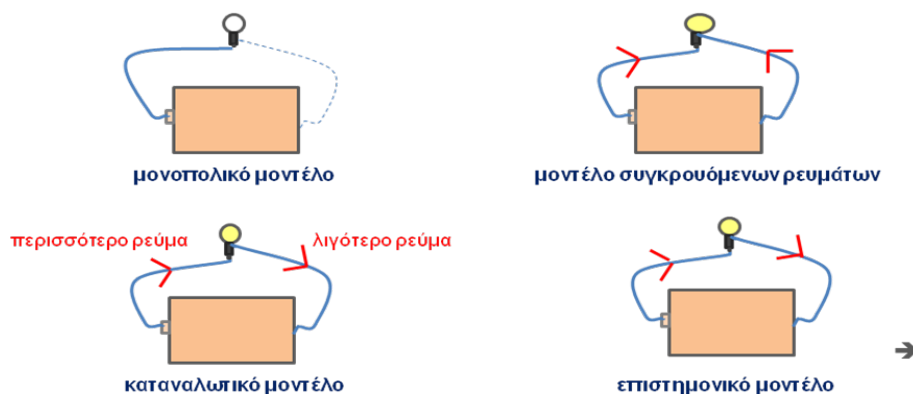 μονοπολικό μοντέλο
μοντέλο συγκρουόμενων ρευμάτων
περισσότερο ρεύμα
λιγότερο ρεύμα
καταναλωτικό μοντέλο
επιστημονικό μοντέλο